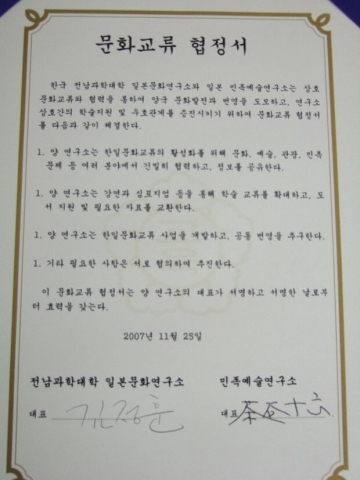 문화교류 협정서
한국 전남과학대학 일본문화연구소와 일본 민족예술연구소는 상호
문화교류와 협력을 통하여 양국 문화발전과 번영을 도모하고, 연구소
상호간의 학술지원 및 우호관계를 증진시키기 위하여 문화교류 협정서
를 다음과 같이 체결한다.
1. 양 연구소는 한일문화교류의 활성화를 위해 문화, 예술, 관광, 민족
문제 등 여러 분야에서 긴밀히 협력하고, 정보를 공유한다.
1. 양 연구소는 강연과 심포지엄 등을 통해 학술 교류를 확대하고, 도
서 지원 및 필요한 자료를 교환한다.
1. 양 연구소는 한일문화교류 사업을 개발하고, 공동 번영을 추구한다.
1. 기타 필요한 사항은 서로 협의하여 추진한다.
이 문화교류 협정서는 양 연구소의 대표가 서명하고 서명한 날로부
터 효력을 갖는다.
2007년 11월 25일
전남과학대학 일본문화연구소
대표 김정훈
민족예술연구소
대표 茶谷十六